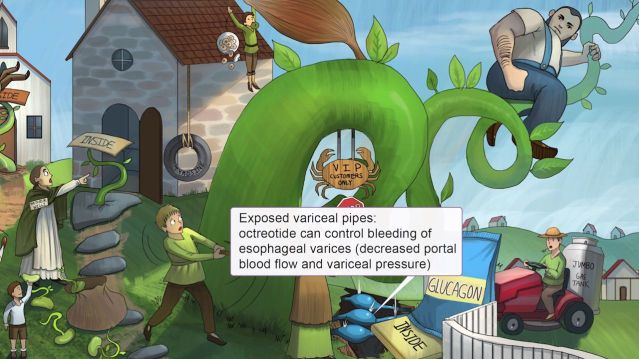 INSIDE
V.I.P
CUSTOMERS
ONLY
Exposed variceal pipes:
octreotide can control bleeding of
esophageal varices (decreased portal
blood flow and variceal pressure)
GLUCAGON
INSIDE
JUMBO
GAS
TANK